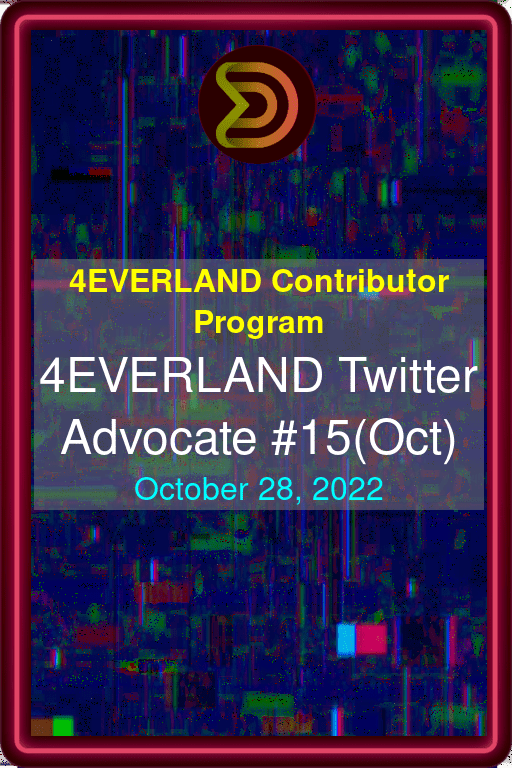 4EVERLAND Contributor
Program
4EVERLAND Twitter
Advocate #15(Oct)
October 28, 2022